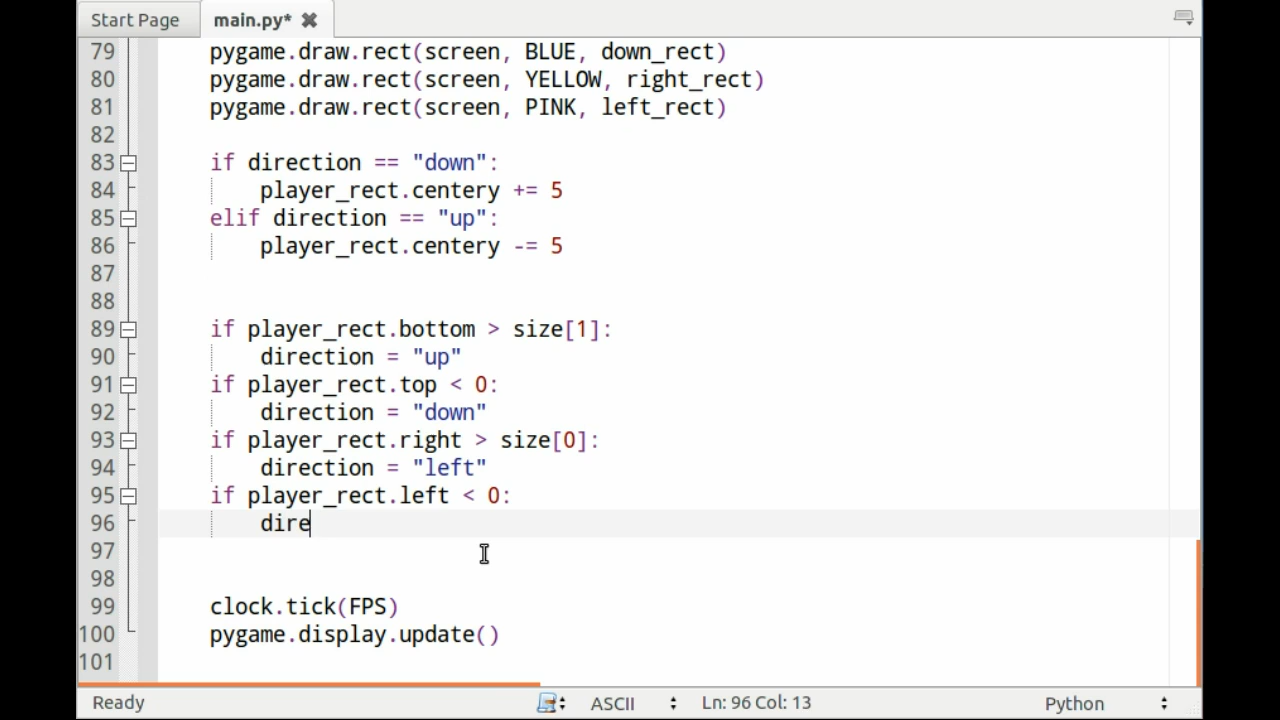 Start Page main.py*
79 pygame.draw.rect(screen, BLUE, down_rect)
80 pygame.draw.rect(screen, YELLOW, right_rect)
81 pygame.draw.rect(screen, PINK, left_rect)
82
83 if direction == "down":
84 player_rect.centery += 5
85 elif direction == "up":
86 player_rect.centery -= 5
87
88
89 if player_rect.bottom > size[1]:
90 direction = "up"
91 if player_rect.top < 0:
92 direction = "down"
93 if player_rect.right > size[0]:
94 direction = "left"
95 if player_rect.left < 0:
96 dire
97
98
99 clock.tick(FPS)
100 pygame.display.update()
101
Ready ASCII Ln: 96 Col: 13 Python